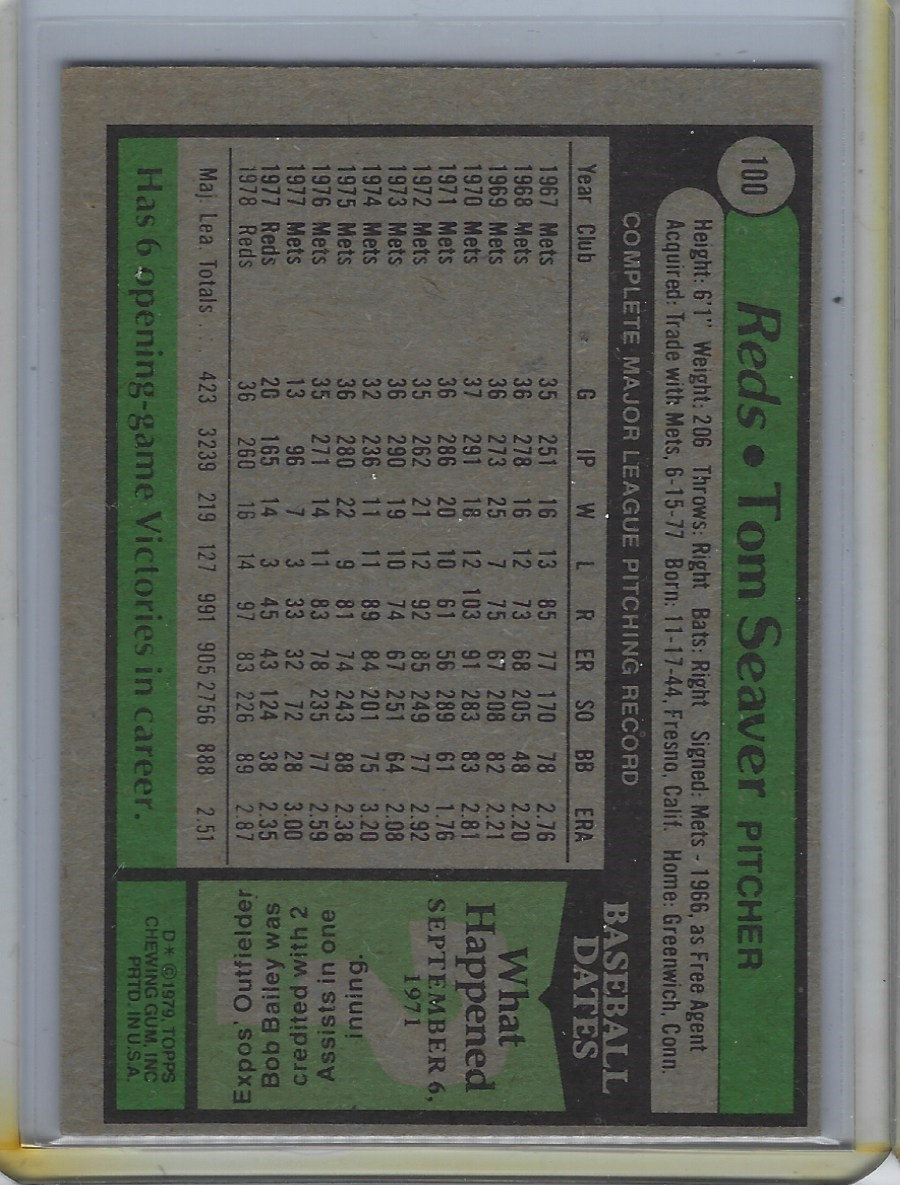 100
Reds • Tom Seaver PITCHER
Height: 6'1" Weight: 206 Throws: Right Bats: Right Signed: Mets - 1966, as Free Agent
Acquired: Trade with Mets, 6-15-77 Born: 11-17-44, Fresno, Calif. Home: Greenwich, Conn.
COMPLETE MAJOR LEAGUE PITCHING RECORD
Year Club G IP W L R ER SO BB ERA
1967 Mets 35 251 16 13 85 77 170 78 2.76
1968 Mets 36 278 16 12 73 68 205 48 2.20
1969 Mets 36 273 25 7 75 67 208 82 2.21
1970 Mets 37 291 18 12 103 91 283 83 2.81
1971 Mets 36 286 20 10 61 56 289 61 1.76
1972 Mets 35 262 21 12 92 85 249 77 2.92
1973 Mets 36 290 19 10 74 67 251 64 2.08
1974 Mets 32 236 11 11 89 84 201 75 3.20
1975 Mets 36 280 22 9 81 74 243 88 2.38
1976 Mets 35 271 14 11 83 78 235 77 2.59
1977 Mets 13 96 7 3 33 32 72 28 3.00
1977 Reds 20 165 14 3 45 43 124 38 2.35
1978 Reds 36 260 16 14 97 83 226 89 2.87
Maj. Lea. Totals . . 423 3239 219 127 991 905 2756 888 2.51
Has 6 opening-game Victories in career.
BASEBALL
DATES
What
Happened
SEPTEMBER 6,
1971
Expos' Outfielder
Bob Bailey was
credited with 2
Assists in one
inning.
D* ©1979, TOPPS
CHEWING GUM, INC
PRTD. IN U.S.A.